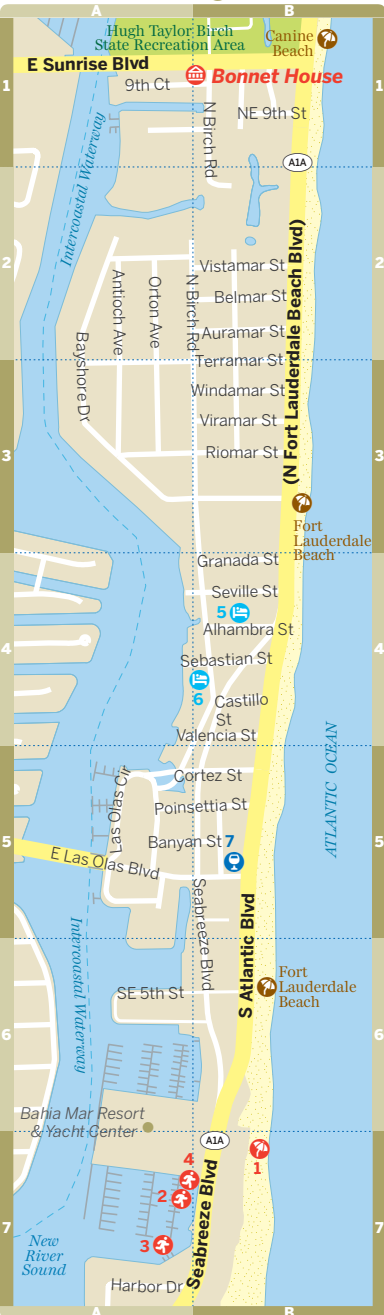 A
B
Hugh Taylor Birch
State Recreation Area
Canine
Beach
E Sunrise Blvd
Bonnet House
1
1
9th Ct
N Birch Rd
NE 9th St
Intercoastal Waterway
A1A
2
2
Vistamar St
Antioch Ave
Orton Ave
N Birch Rd
Belmar St
(N Fort Lauderdale Beach Blvd)
Auramar St
Bayshore Dr
Terramar St
Windamar St
Viramar St
3
3
Riomar St
Fort
Lauderdale
Beach
Granada St
Seville St
5
Alhambra St
4
4
Sebastian St
6
Castillo
St
Valencia St
ATLANTIC OCEAN
Cortez St
Las Olas Cir
Poinsettia St
5
5
Banyan St
7
E Las Olas Blvd
Seabreeze Blvd
S Atlantic Blvd
Intercoastal Waterway
SE 5th St
Fort
Lauderdale
Beach
6
6
Bahia Mar Resort
& Yacht Center
A1A
4
1
2
Seabreeze Blvd
3
7
7
New
River
Sound
Harbor Dr
A
B